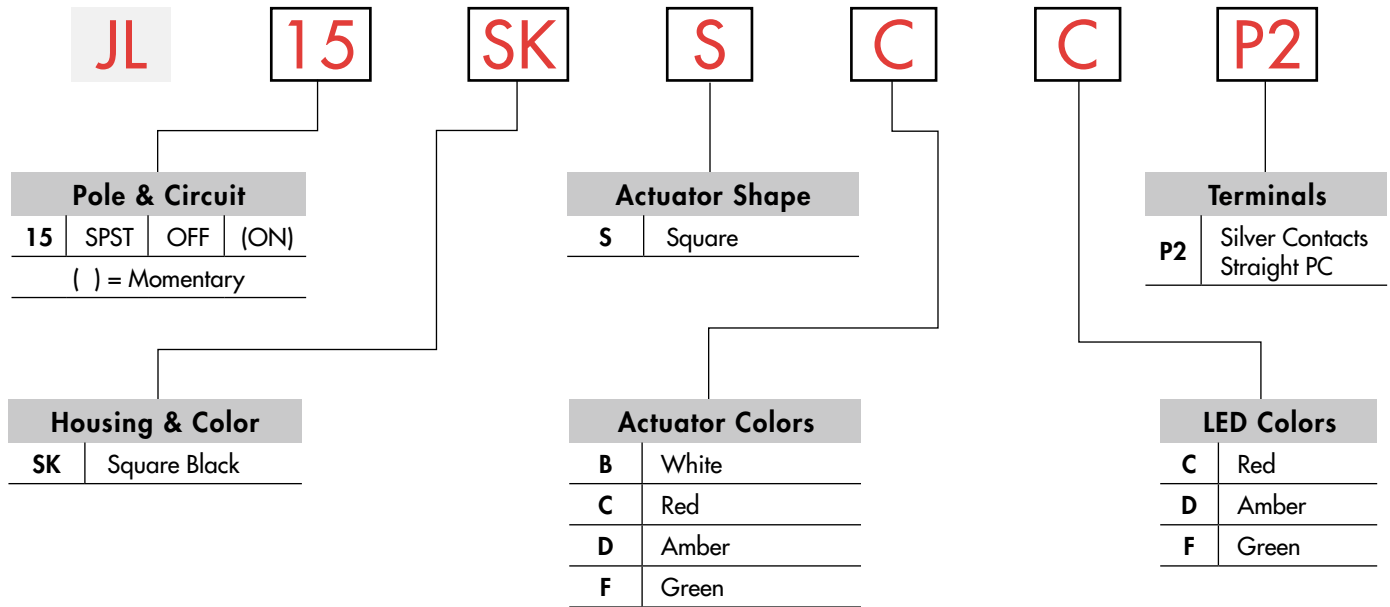 JL 15 SK S C C P2
Pole & Circuit
15 SPST OFF (ON)
( ) = Momentary
Actuator Shape
S Square
Terminals
P2 Silver Contacts
Straight PC
Housing & Color
SK Square Black
Actuator Colors
B White
C Red
D Amber
F Green
LED Colors
C Red
D Amber
F Green